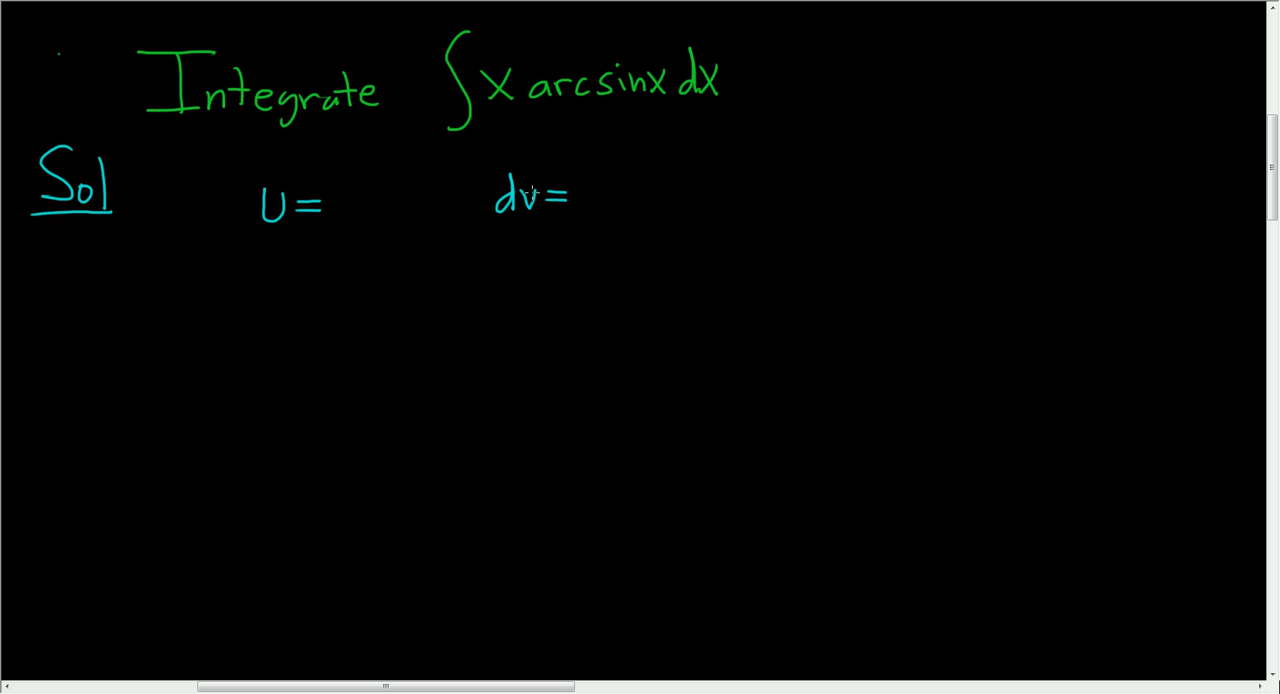 Integrate ∫ x arcsinx dx
Sol u= dv=